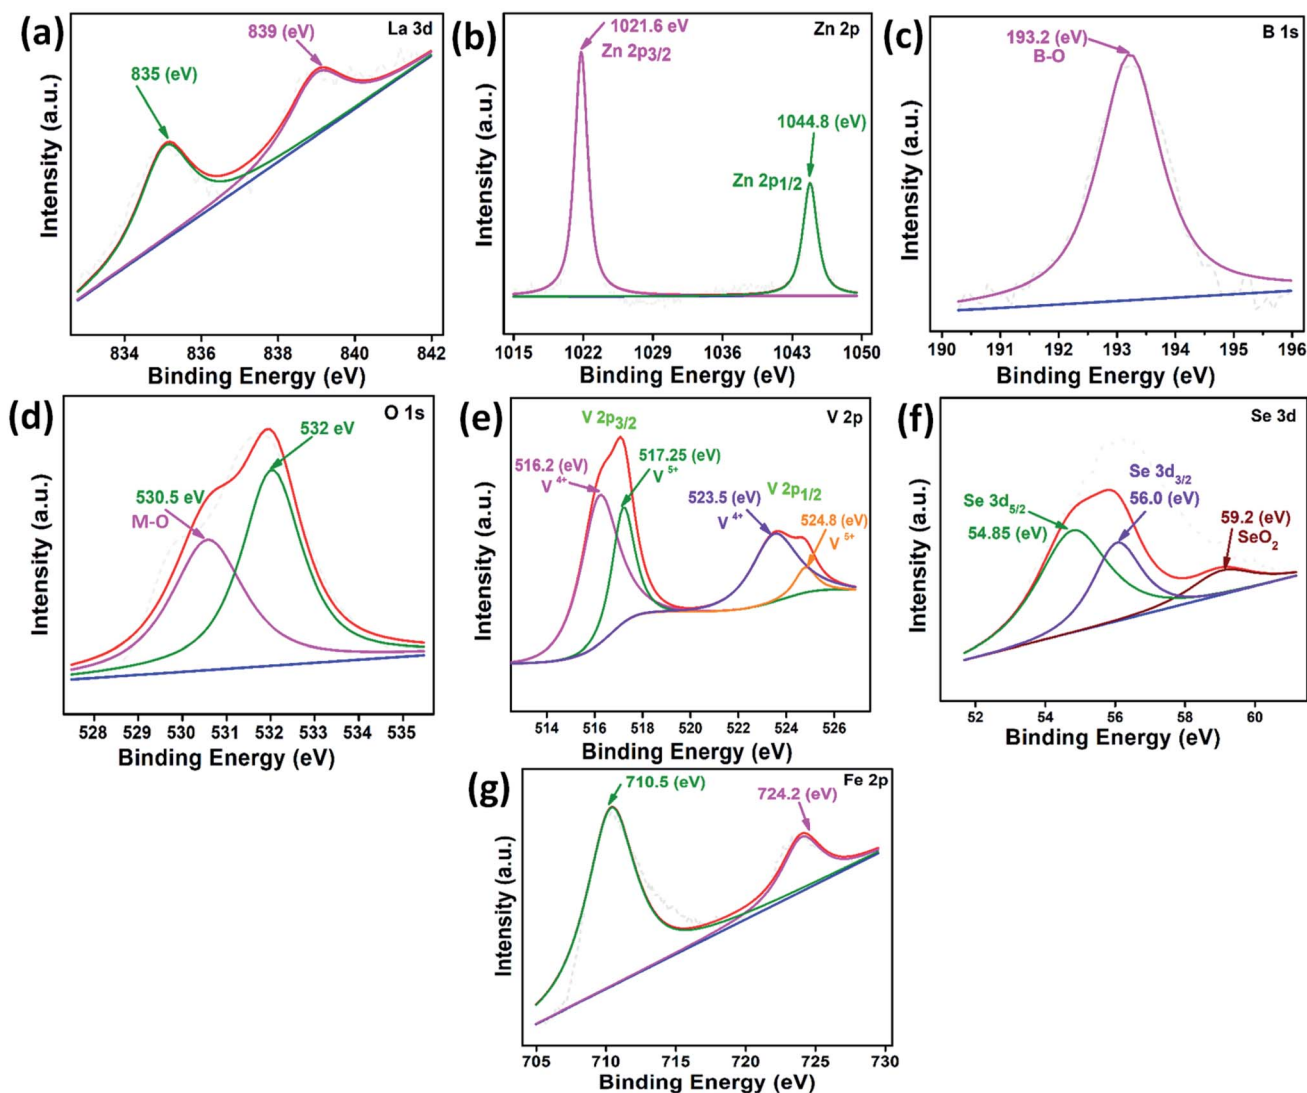 (a)
La 3d
839 (eV)
835 (eV)
Intensity (a.u.)
834 836 838 840 842
Binding Energy (eV)
(b)
Zn 2p
1021.6 eV
Zn 2p3/2
1044.8 (eV)
Zn 2p1/2
Intensity (a.u.)
1015 1022 1029 1036 1043 1050
Binding Energy (eV)
(c)
B 1s
193.2 (eV)
B-O
Intensity (a.u.)
190 191 192 193 194 195 196
Binding Energy (eV)
(d)
O 1s
532 eV
530.5 eV
M-O
Intensity (a.u.)
528 529 530 531 532 533 534 535
Binding Energy (eV)
(e)
V 2p
V 2p3/2
516.2 (eV)
V 4+
517.25 (eV)
V 5+
V 2p1/2
523.5 (eV)
V 4+
524.8 (eV)
V 5+
Intensity (a.u.)
514 516 518 520 522 524 526
Binding Energy (eV)
(f)
Se 3d
Se 3d3/2
56.0 (eV)
Se 3d5/2
54.85 (eV)
59.2 (eV)
SeO2
Intensity (a.u.)
52 54 56 58 60
Binding Energy (eV)
(g)
Fe 2p
710.5 (eV)
724.2 (eV)
Intensity (a.u.)
705 710 715 720 725 730
Binding Energy (eV)